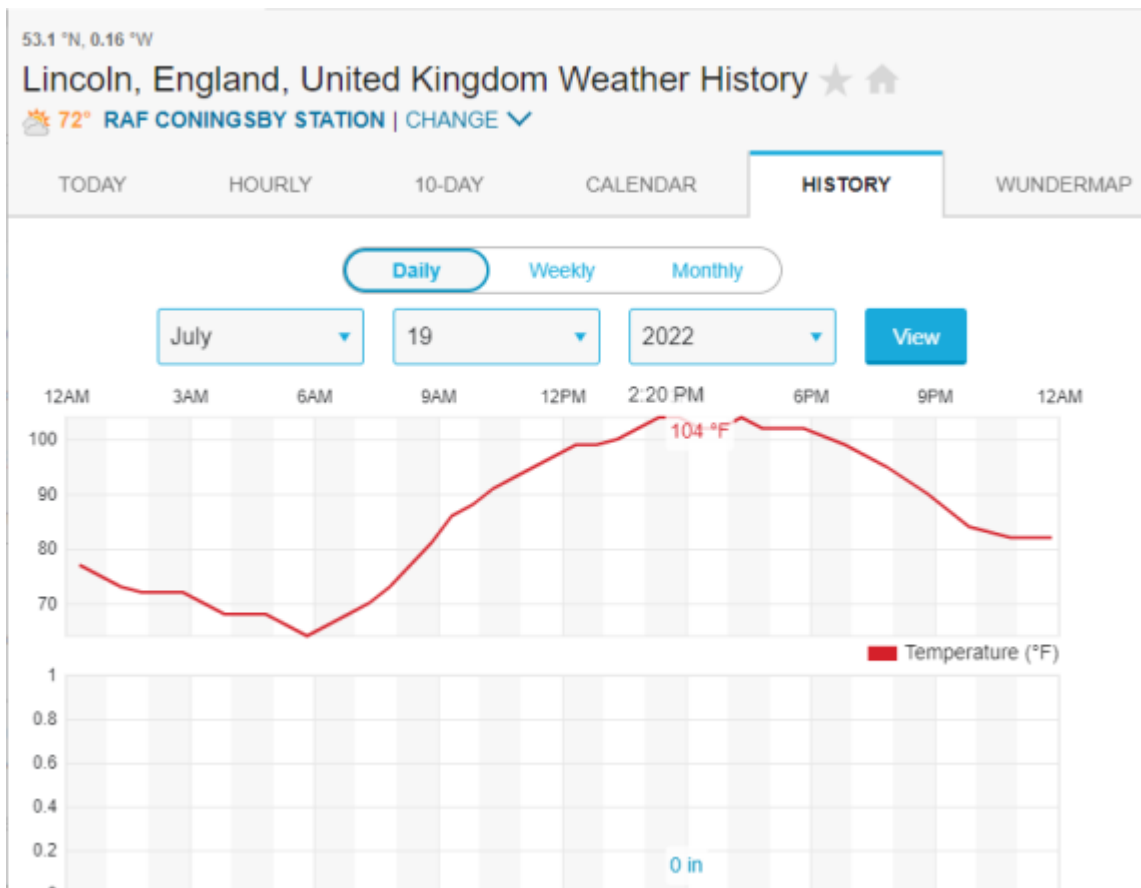 53.1 °N, 0.16 °W
Lincoln, England, United Kingdom Weather History
72° RAF CONINGSBY STATION | CHANGE
TODAY HOURLY 10-DAY CALENDAR HISTORY WUNDERMAP
Daily Weekly Monthly
July 19 2022 View
12AM 3AM 6AM 9AM 12PM 2:20 PM 6PM 9PM 12AM
100
104 °F
90
80
70
Temperature (°F)
1
0.8
0.6
0.4
0.2
0 in